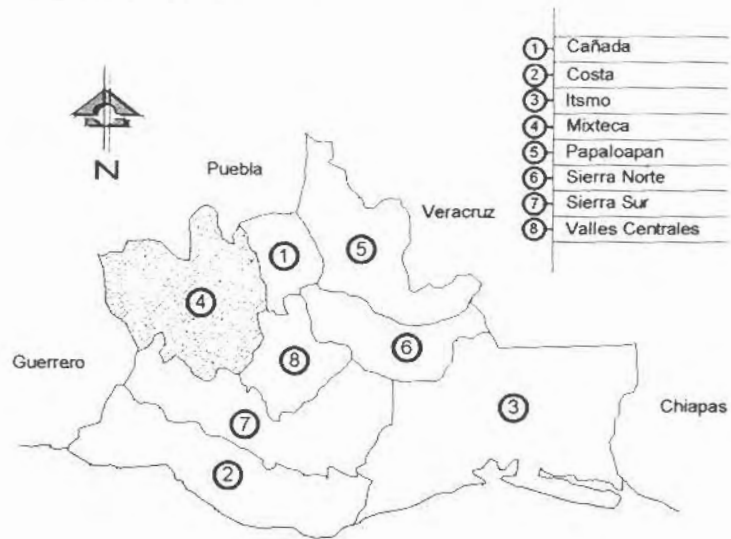 1 Cañada
2 Costa
3 Itsmo
4 Mixteca
5 Papaloapan
6 Sierra Norte
7 Sierra Sur
8 Valles Centrales
N
Puebla
Veracruz
1
5
4
6
8
Guerrero
3
Chiapas
7
2